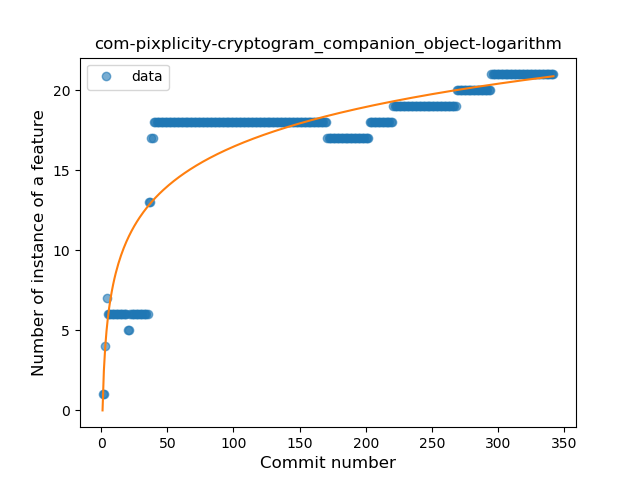 com-pixplicity-cryptogram_companion_object-logarithm
data
Number of instance of a feature
20
15
10
5
0
0 50 100 150 200 250 300 350
Commit number